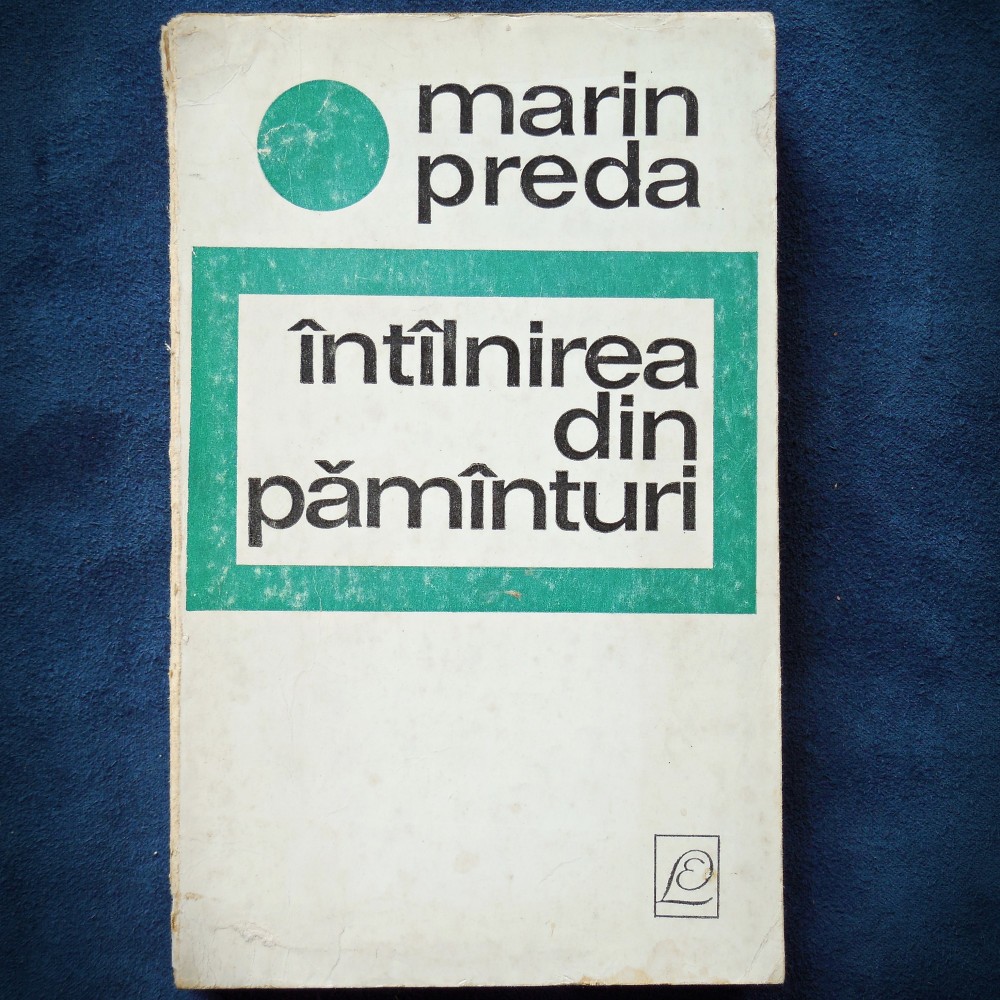 marin
preda
întîlnirea
din
pămînturi